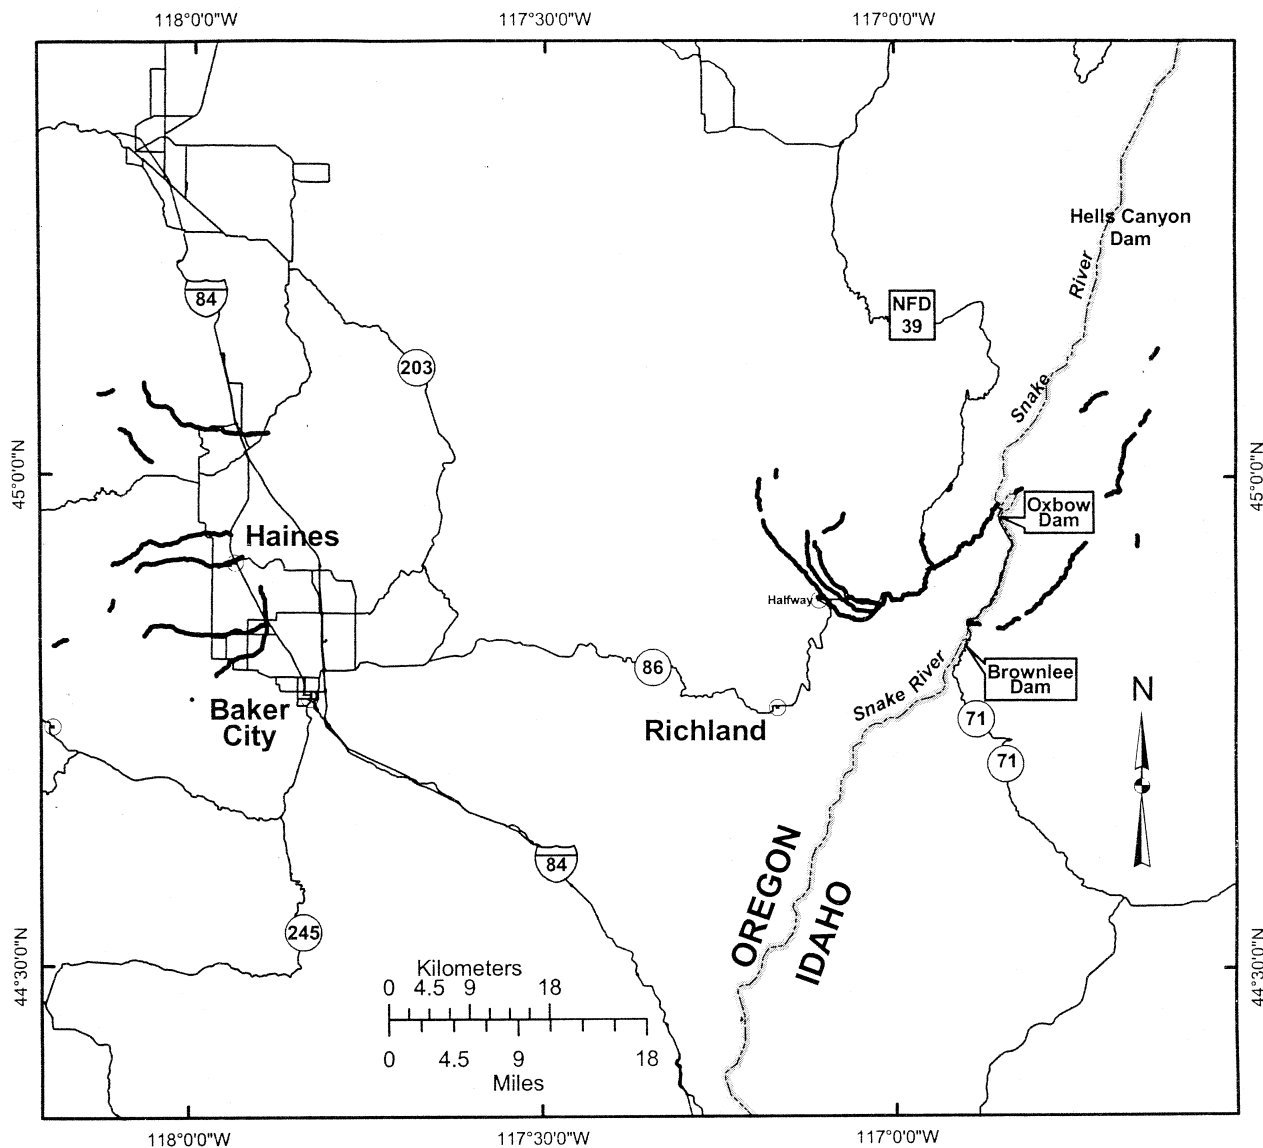 118°0'0"W 117°30'0"W 117°0'0"W
Hells Canyon
Dam
River
84
NFD
39
203
Snake
45°0'0"N
45°0'0"N
Oxbow
Dam
Haines
Halfway
86
Snake River
Brownlee
Dam
N
Baker
City
Richland
71
71
84
OREGON
IDAHO
245
44°30'0"N
44°30'0"N
Kilometers
0 4.5 9 18
0 4.5 9 18
Miles
118°0'0"W 117°30'0"W 117°0'0"W